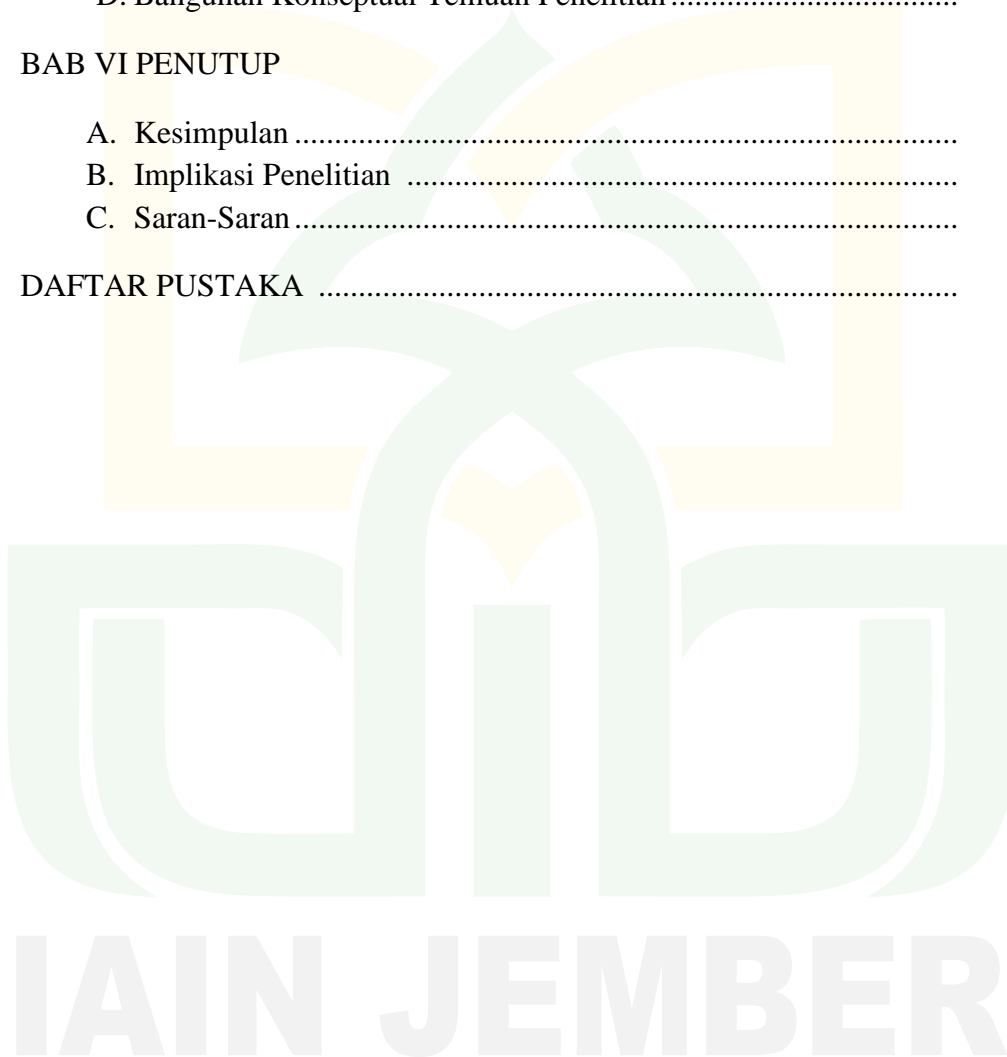 D. Bangunan Konseptual Temuan Penelitian ....................................
BAB VI PENUTUP
A. Kesimpulan ...................................................................................
B. Implikasi Penelitian .....................................................................
C. Saran-Saran ...................................................................................
DAFTAR PUSTAKA ................................................................................
IAIN JEMBER